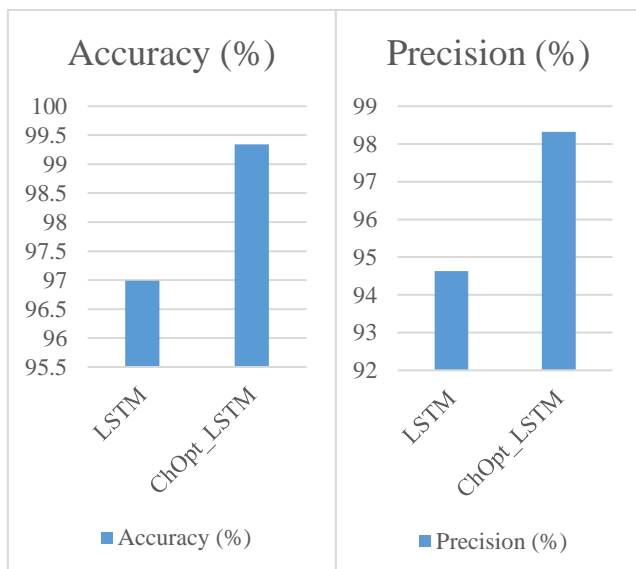 Accuracy (%)
100
99.5
99
98.5
98
97.5
97
96.5
96
95.5
LSTM
ChOpt_LSTM
Accuracy (%)
Precision (%)
99
98
97
96
95
94
93
92
LSTM
ChOpt_LSTM
Precision (%)